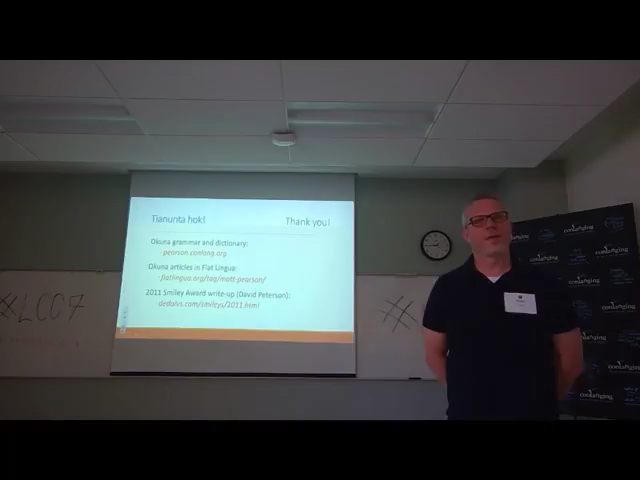 Tianunta hok! Thank you!
Okuna grammar and dictionary:
- pearson.conlang.org
Okuna articles in Fiat Lingua:
- fiatlingua.org/tag/matt-pearson/
2011 Smiley Award write-up (David Peterson):
- dedalvs.com/smileys/2011.html
#LCC7
#
conlanging
conlanging
conlanging
conlanging